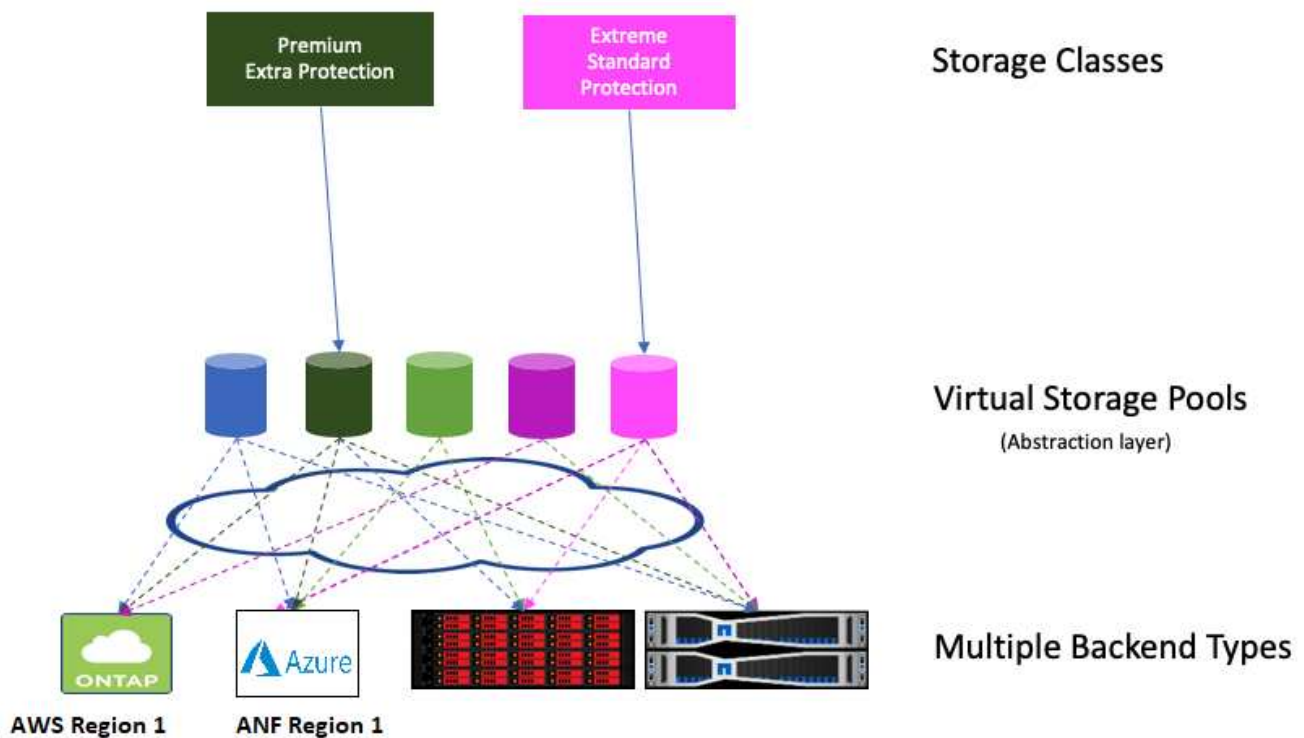 Premium
Extra Protection
Extreme
Standard
Protection
Storage Classes
Virtual Storage Pools
(Abstraction layer)
ONTAP
Azure
Multiple Backend Types
AWS Region 1
ANF Region 1